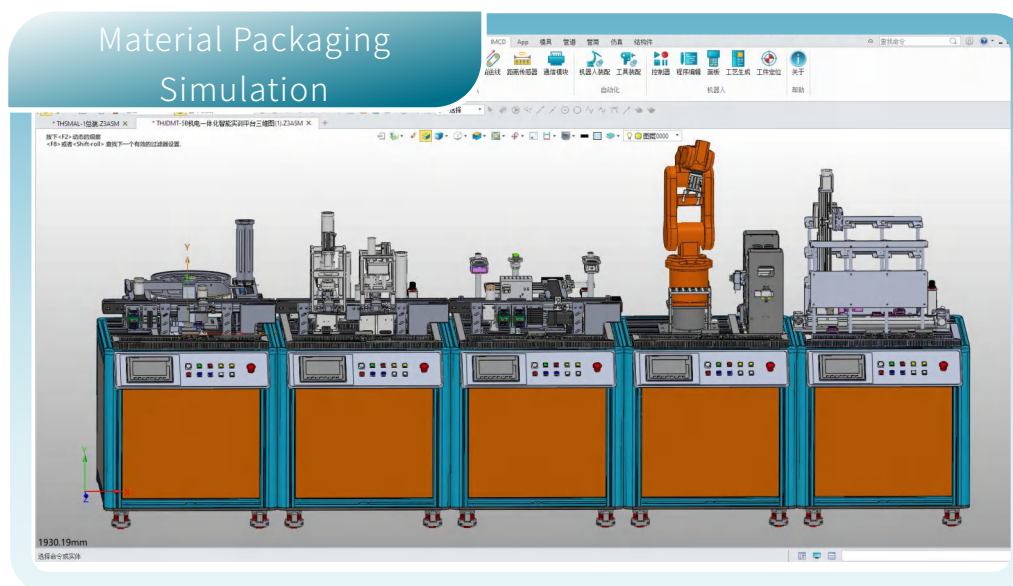 Material Packaging
Simulation
IMCD App 模具 管道 管筒 仿真 结构件
查找命令
距离传感器 通信模块 机器人装配 工具装配 控制器 程序编辑 面板 工艺生成 工件定位 关于
自动化 机器人 帮助
选择
* THSMAL-1总装.Z3ASM × * THJDMT-5B机电一体化智能实训平台三维图(1).Z3ASM × +
按下<F2>动态的观察
<F8>或者<Shift-roll> 查找下一个有效的过滤器设置.
图层0000
Y
Y
Z
1930.19mm
选择命令或实体